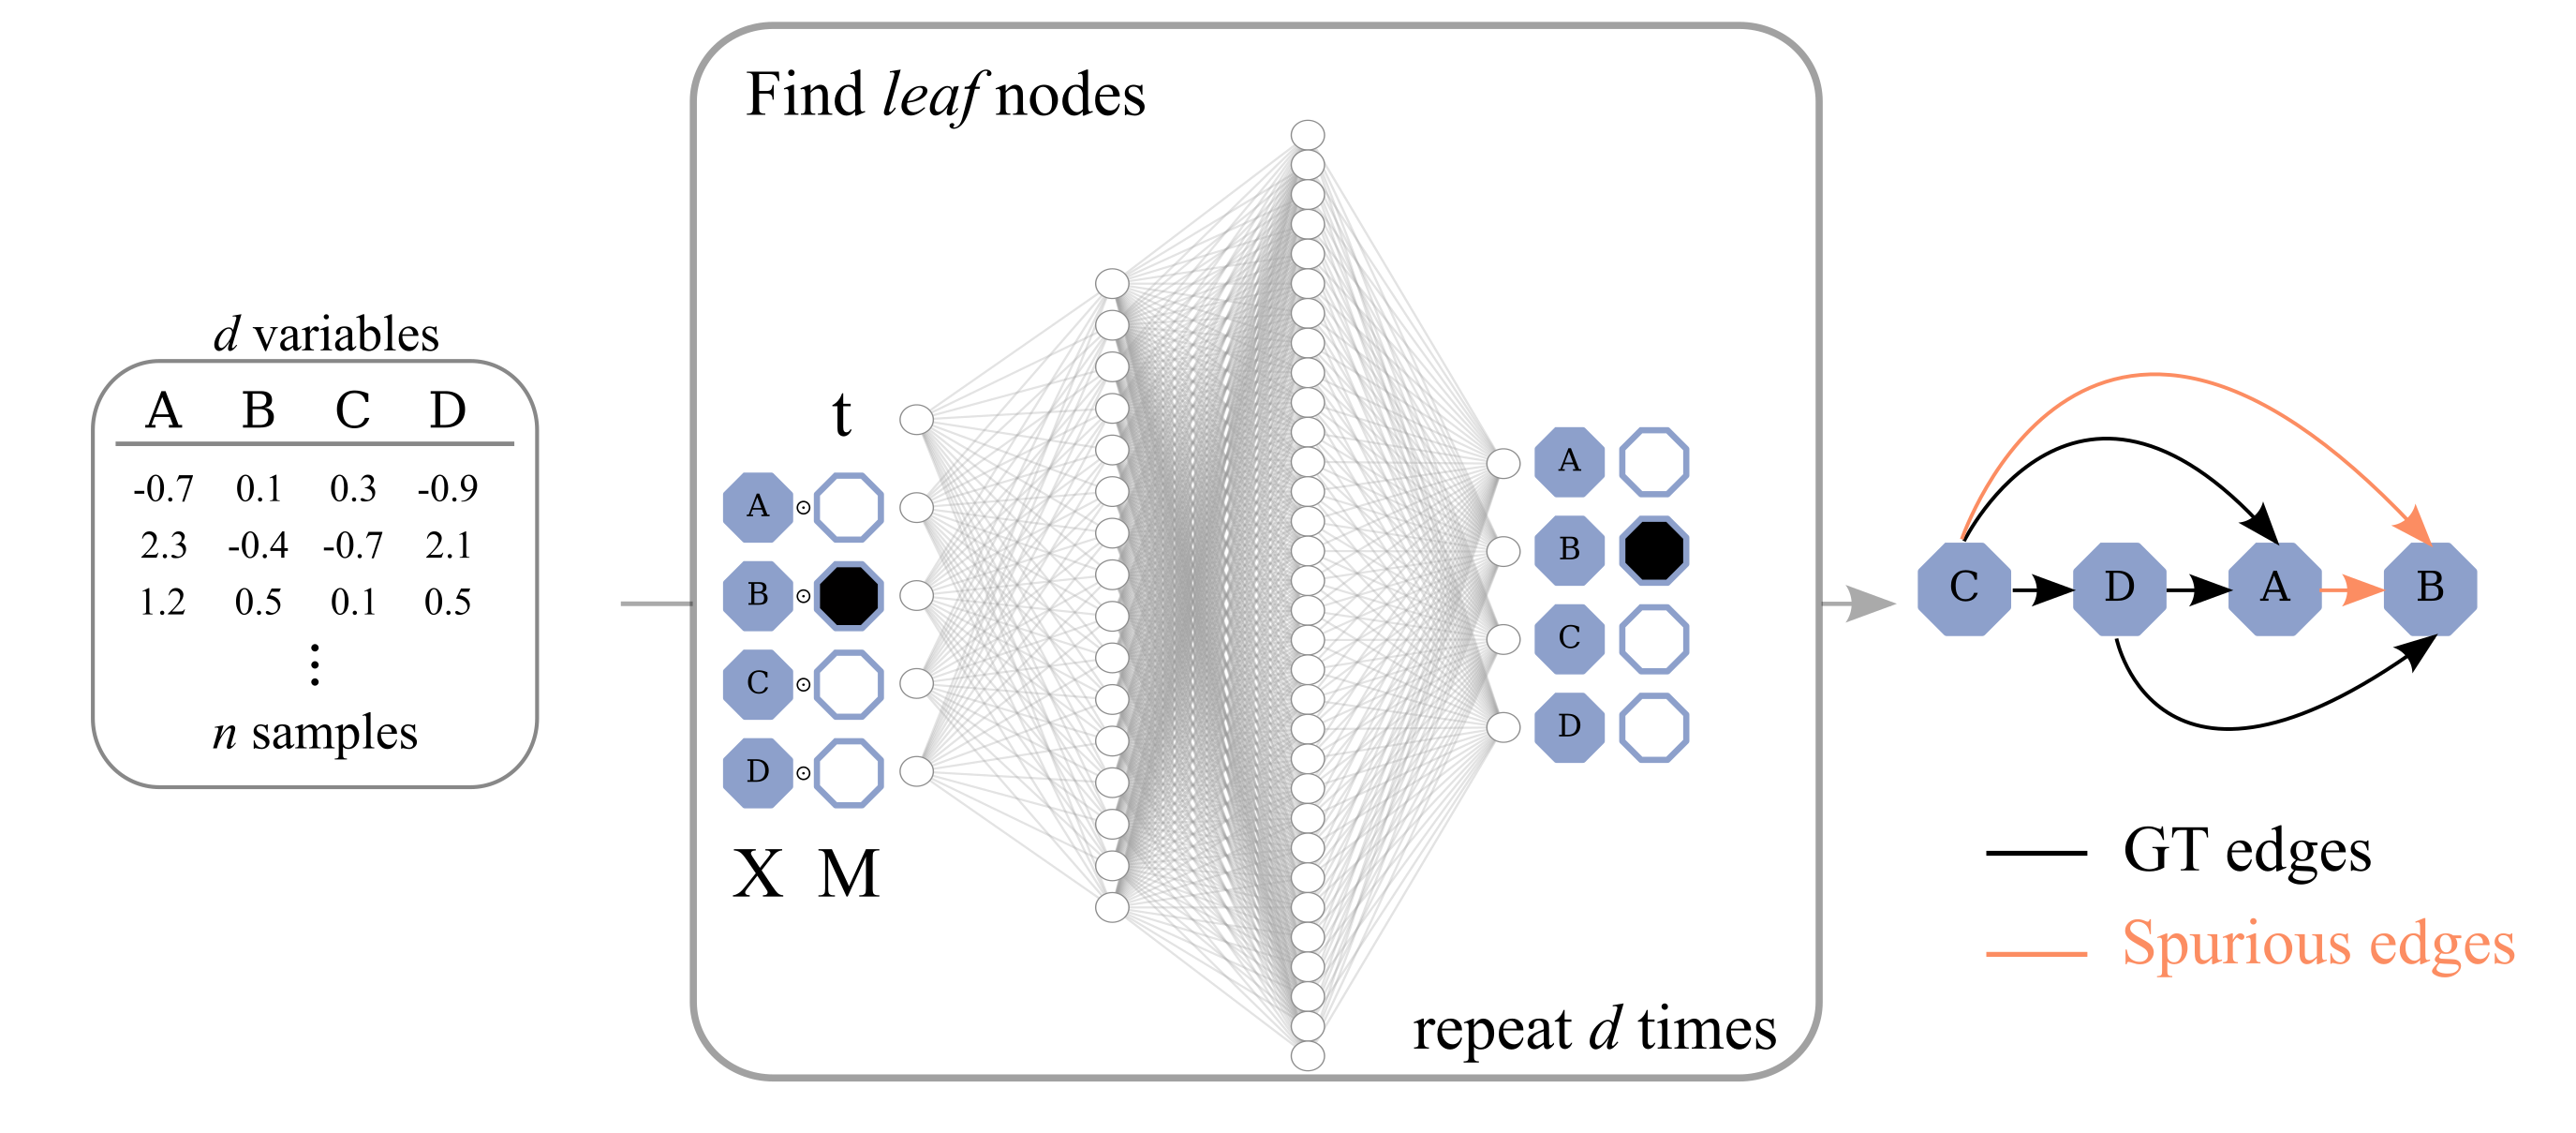 d variables
A B C D
-0.7 0.1 0.3 -0.9
2.3 -0.4 -0.7 2.1
1.2 0.5 0.1 0.5
⋮
n samples
Find leaf nodes
t
A ⊙
B ⊙
C ⊙
D ⊙
X M
A
B
C
D
repeat d times
C D A B
GT edges
Spurious edges